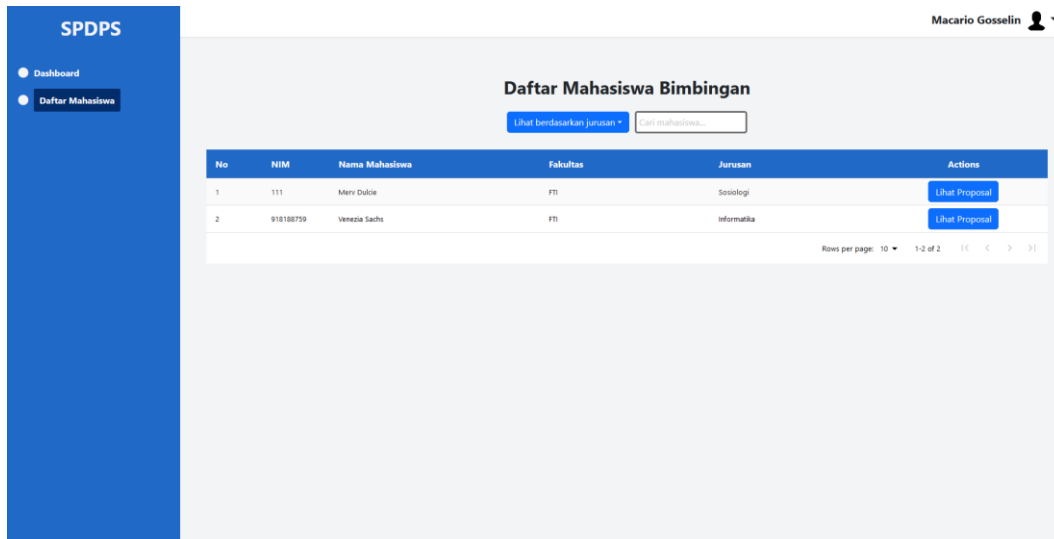 SPDPS
Macario Gosselin
Dashboard
Daftar Mahasiswa
Daftar Mahasiswa Bimbingan
Lihat berdasarkan jurusan
Cari mahasiswa...
No NIM Nama Mahasiswa Fakultas Jurusan Actions
1 111 Merv Dulcie FTI Sosiologi Lihat Proposal
2 918188759 Venezia Sachs FTI Informatika Lihat Proposal
Rows per page: 10 1-2 of 2